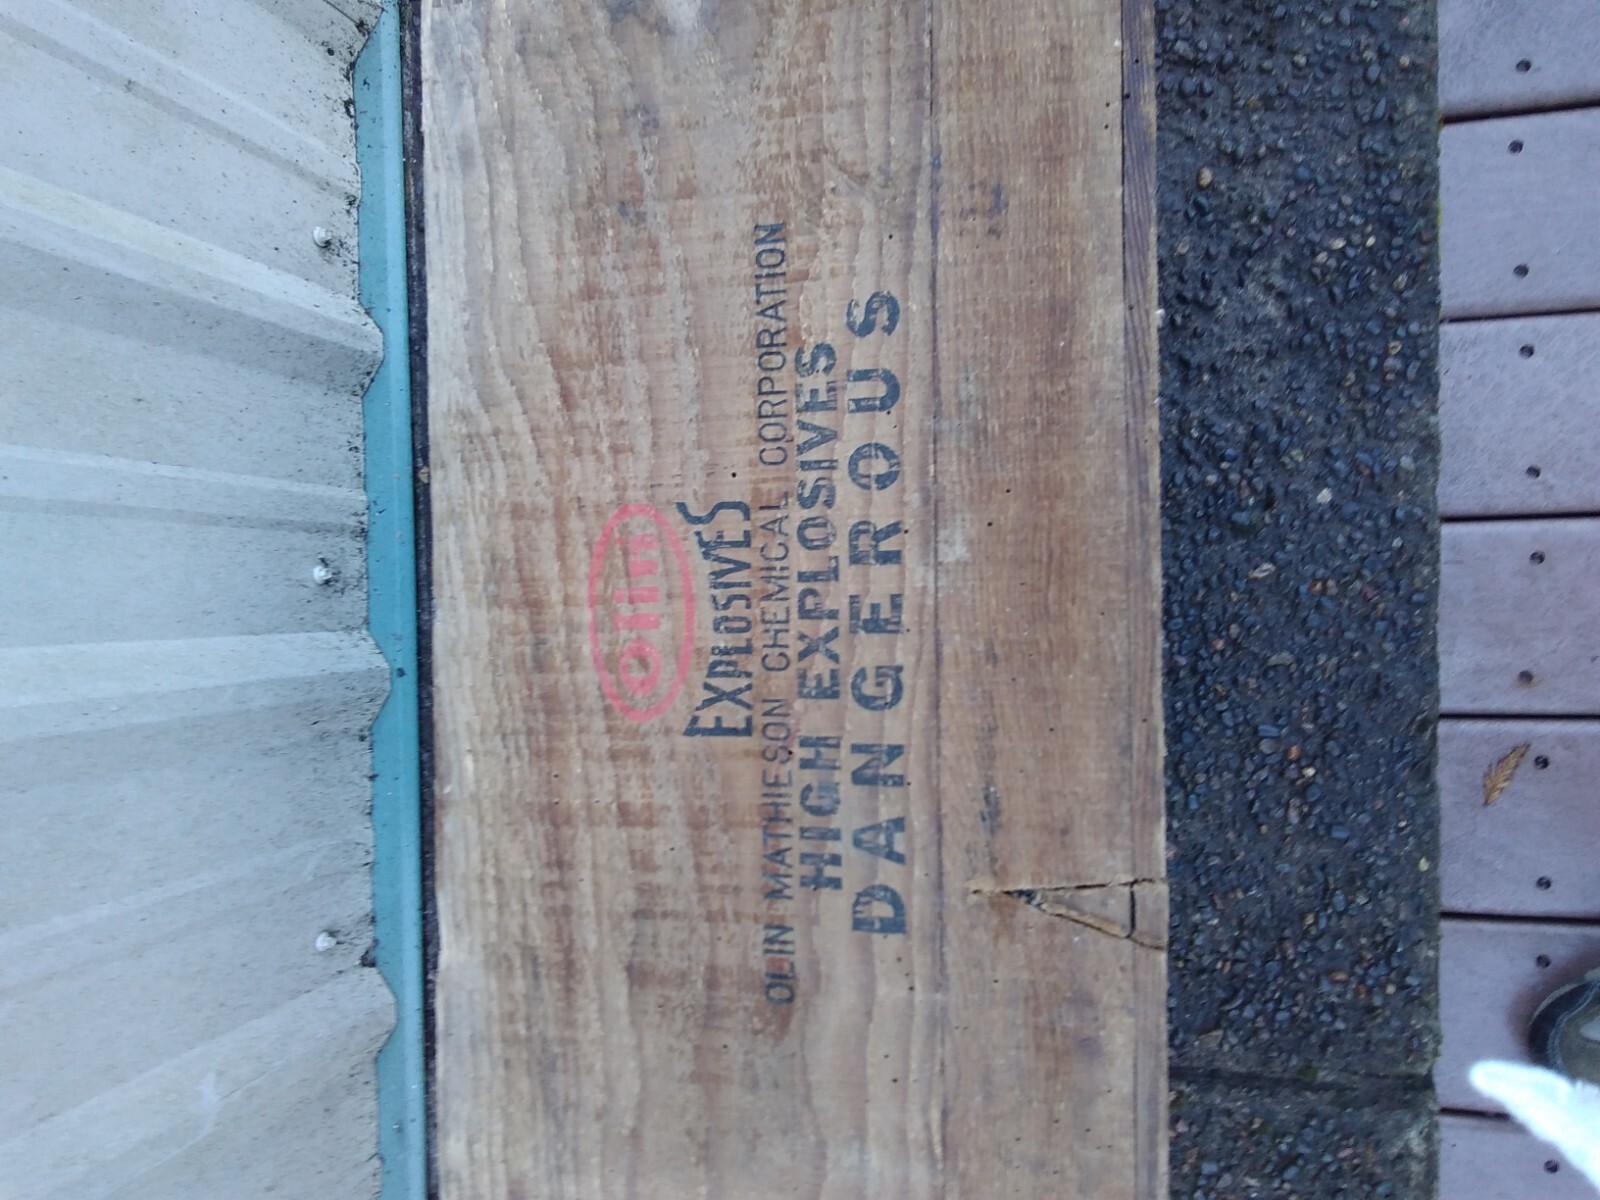 olin
EXPLOSIVES
OLIN MATHIESON CHEMICAL CORPORATION
HIGH EXPLOSIVES
DANGEROUS